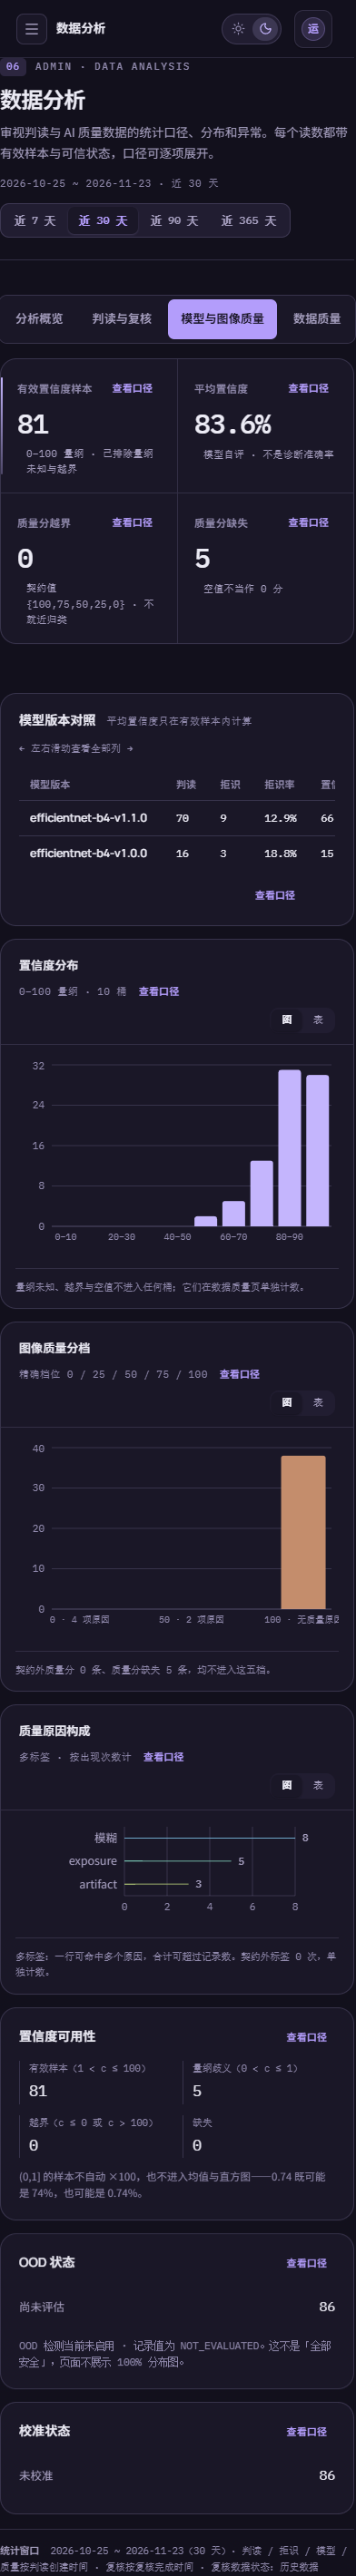 数据分析
运
06 ADMIN · DATA ANALYSIS
数据分析
审视判读与 AI 质量数据的统计口径、分布和异常。每个读数都带
有效样本与可信状态，口径可逐项展开。
2026-10-25 ~ 2026-11-23 · 近 30 天
近 7 天 近 30 天 近 90 天 近 365 天
分析概览 判读与复核 模型与图像质量 数据质量
有效置信度样本 查看口径
81
0–100 量纲 · 已排除量纲
未知与越界
平均置信度 查看口径
83.6%
模型自评 · 不是诊断准确率
质量分越界 查看口径
0
契约值
{100,75,50,25,0} · 不
就近归类
质量分缺失 查看口径
5
空值不当作 0 分
模型版本对照 平均置信度只在有效样本内计算
← 左右滑动查看全部列 →
模型版本 判读 拒识 拒识率
efficientnet-b4-v1.1.0 70 9 12.9% 66
efficientnet-b4-v1.0.0 16 3 18.8% 15
查看口径
置信度分布
0–100 量纲 · 10 桶 查看口径
图 表
32
24
16
8
0
0–10 20–30 40–50 60–70 80–90
量纲未知、越界与空值不进入任何桶；它们在数据质量页单独计数。
图像质量分档
精确档位 0 / 25 / 50 / 75 / 100 查看口径
图 表
40
30
20
10
0
0 · 4 项原因 50 · 2 项原因 100 · 无质量原因
契约外质量分 0 条、质量分缺失 5 条，均不进入这五档。
质量原因构成
多标签 · 按出现次数计 查看口径
图 表
模糊 8
exposure 5
artifact 3
0 2 4 6 8
多标签：一行可命中多个原因，合计可超过记录数。契约外标签 0 次，单
独计数。
置信度可用性 查看口径
有效样本（1 < c ≤ 100）
81
量纲歧义（0 < c ≤ 1）
5
越界（c ≤ 0 或 c > 100）
0
缺失
0
(0,1] 的样本不自动 ×100，也不进入均值与直方图——0.74 既可能
是 74%，也可能是 0.74%。
OOD 状态 查看口径
尚未评估 86
OOD 检测当前未启用 · 记录值为 NOT_EVALUATED。这不是「全部
安全」，页面不展示 100% 分布图。
校准状态 查看口径
未校准 86
统计窗口 2026-10-25 ~ 2026-11-23（30 天）· 判读 / 拒识 / 模型 /
质量按判读创建时间 · 复核按复核完成时间 · 复核数据状态：历史数据